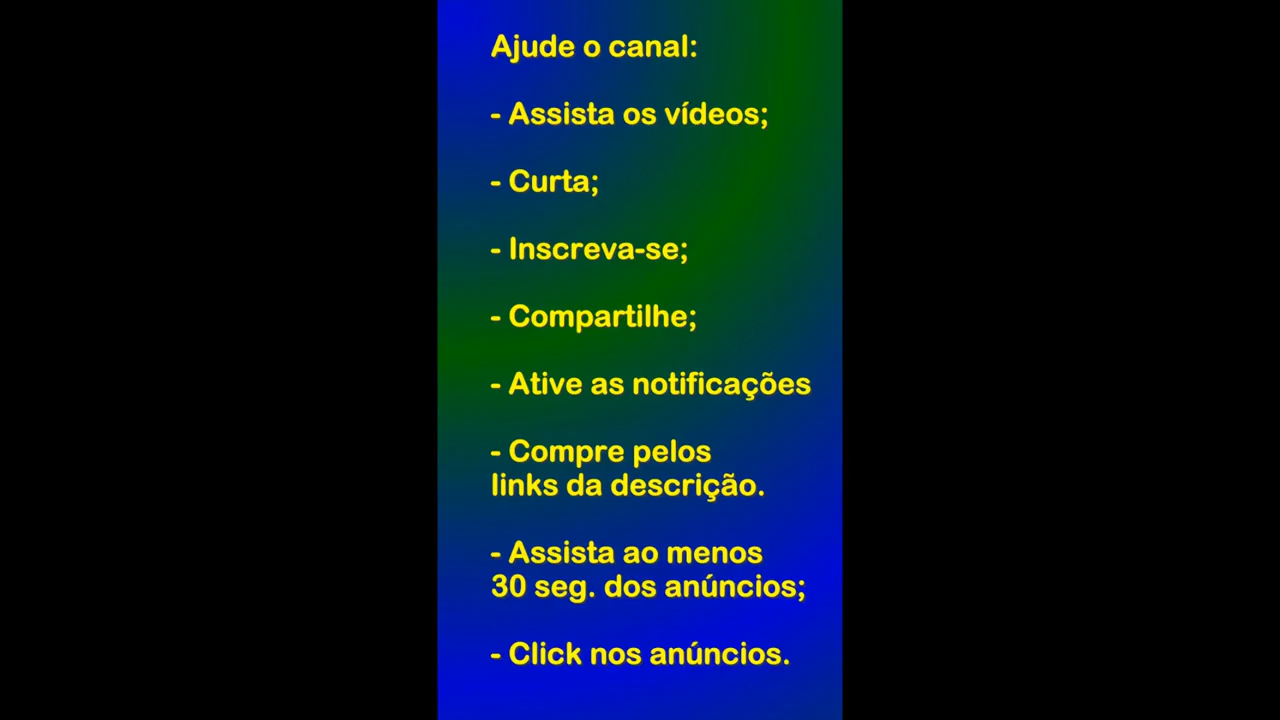 Ajude o canal:
- Assista os vídeos;
- Curta;
- Inscreva-se;
- Compartilhe;
- Ative as notificações
- Compre pelos
links da descrição.
- Assista ao menos
30 seg. dos anúncios;
- Click nos anúncios.